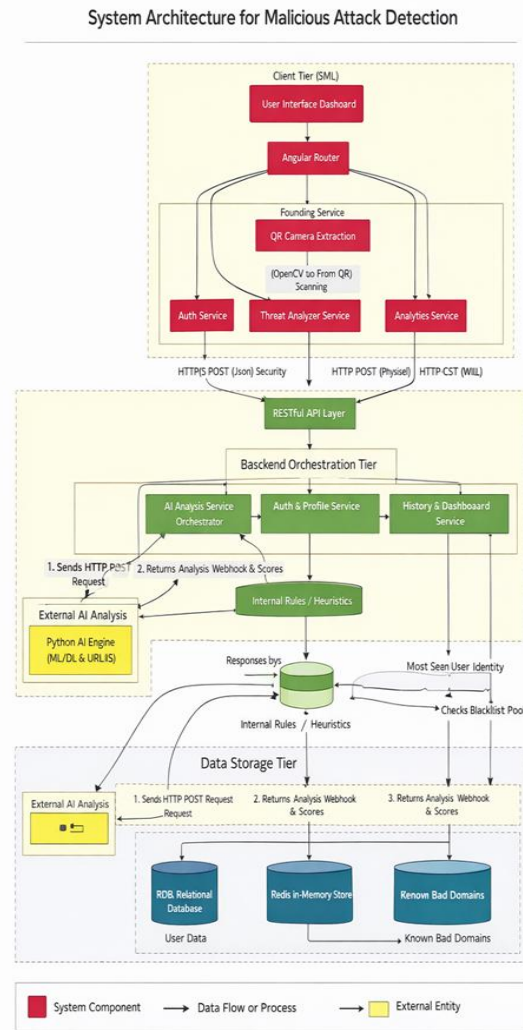 System Architecture for Malicious Attack Detection
Client Tier (SML)
User Interface Dashoard
Angular Router
Founding Service
QR Camera Extraction
(OpenCV to From QR)
Scanning
Auth Service
Threat Analyzer Service
Analytics Service
HTTP(S POST (Json) Security
HTTP POST (Physisel)
HTTP CST (WILL)
RESTful API Layer
Basckend Orchestration Tier
AI Analysis Service
Orchestrator
Auth & Profile Service
History & Dashboaard
Service
1. Sends HTTP POST
Request
2. Returns Analysis Webhook & Scores
External AI Analysis
Python AI Engine
(ML/DL & URL/IS)
Internal Rules / Heuristics
Responses bys
Most Seen User Identity
Checks Blacklist Poor
Internal Rules / Heuristics
Data Storage Tier
External AI Analysis
1. Sends HTTP POST Request
Request
2. Returns Analysis Webhook
& Scores
3. Returns Analysis Webhook
& Scores
RDB. Relational
Database
Redis in-Memory Store
Kenovn Bad Domains
User Data
Known Bad Domains
System Component
Data Flow or Process
External Entity